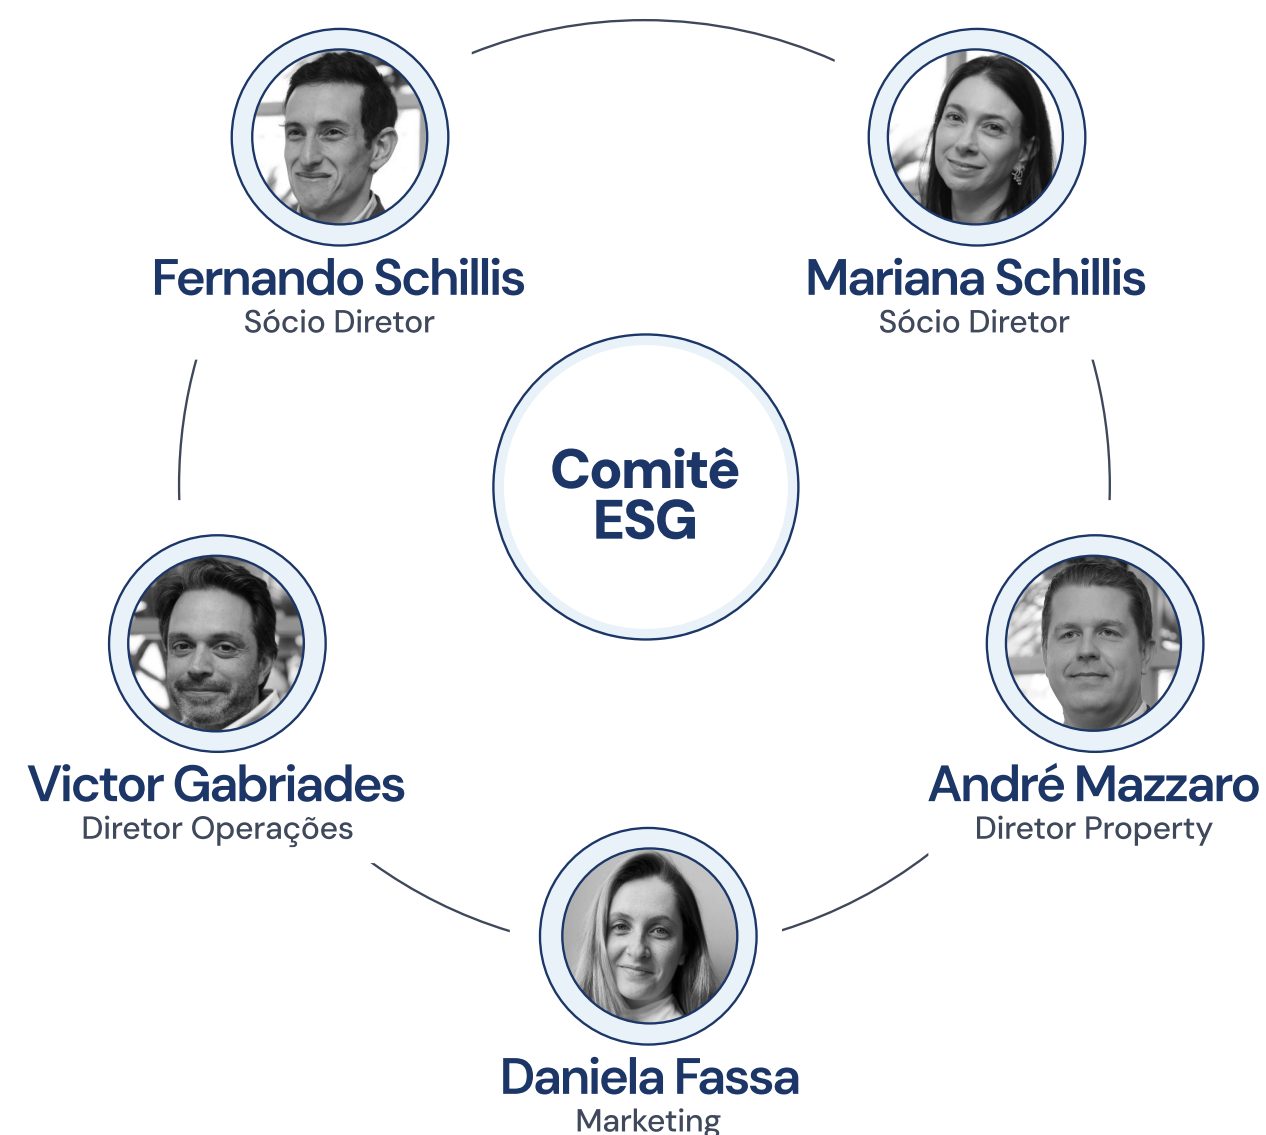 Fernando Schillis
Sócio Diretor
Mariana Schillis
Sócio Diretor
Comitê
ESG
Victor Gabriades
Diretor Operações
André Mazzaro
Diretor Property
Daniela Fassa
Marketing